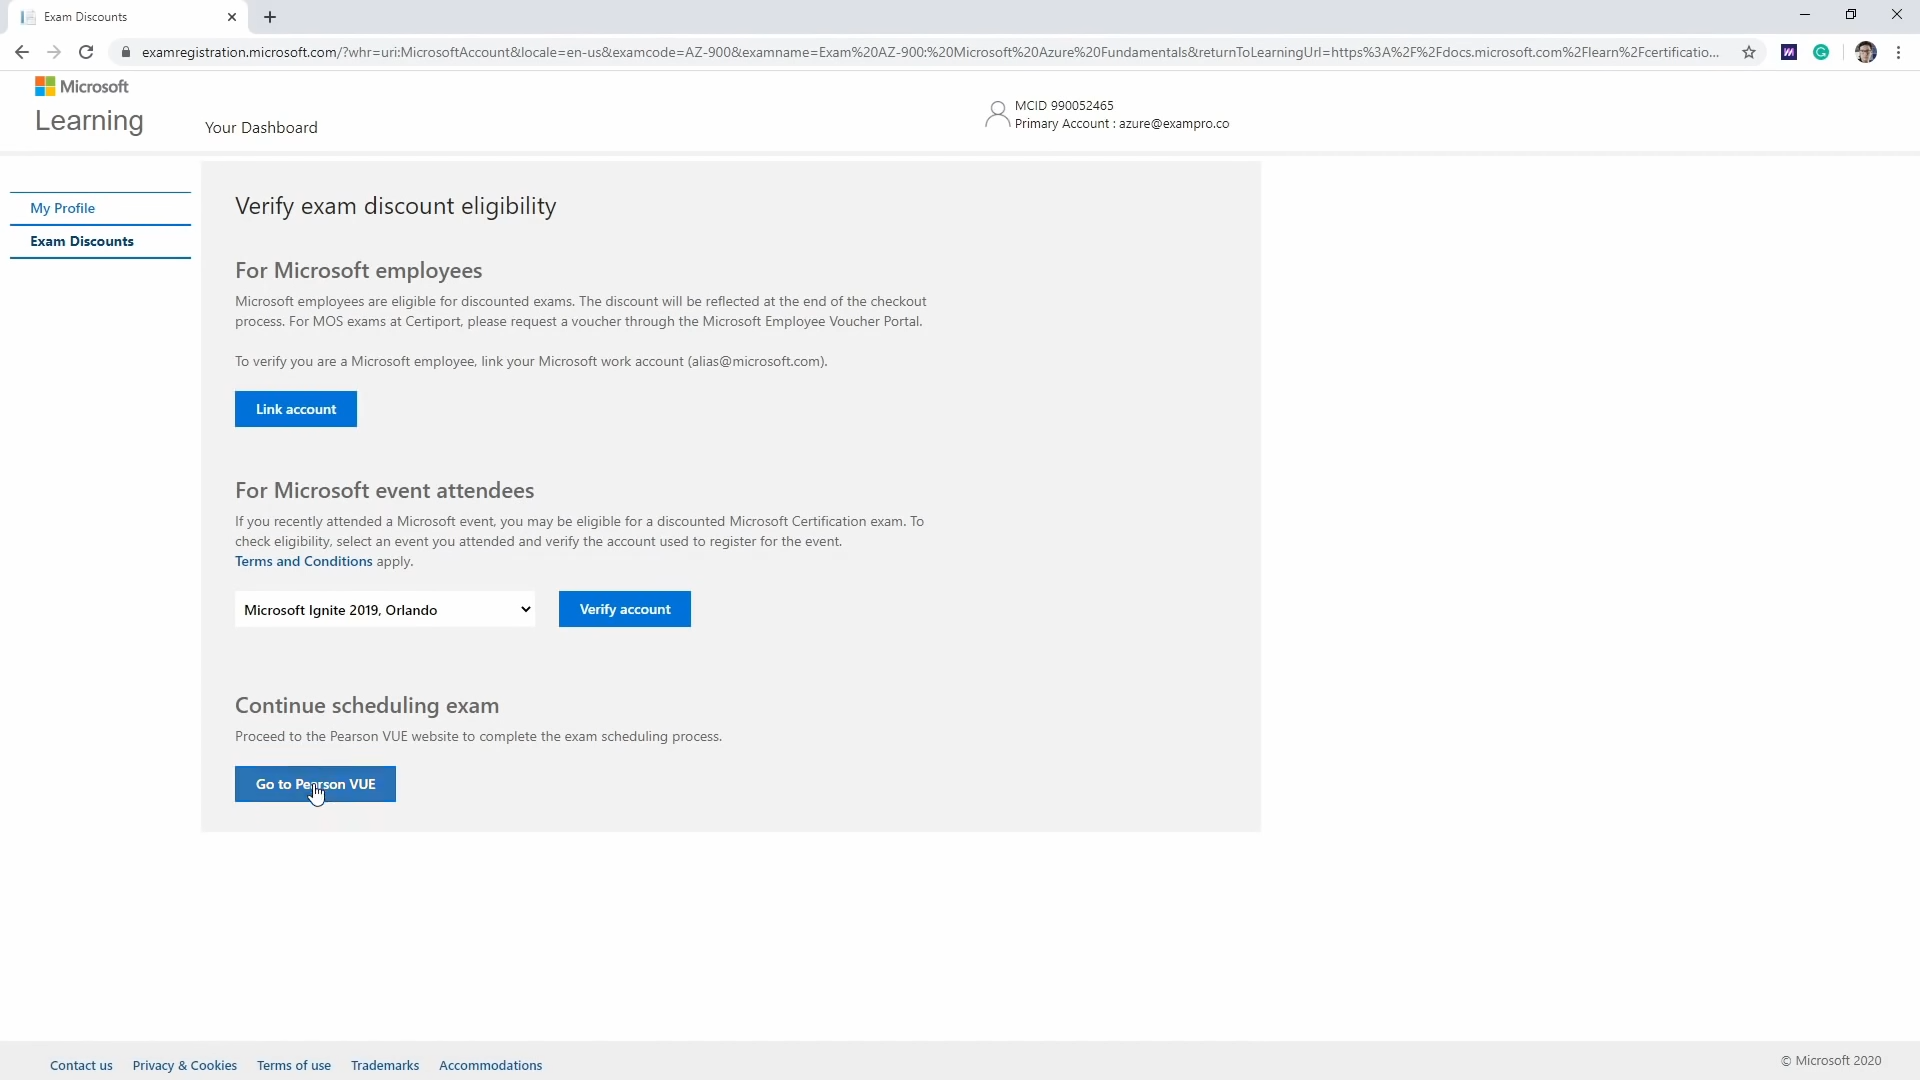 Exam Discounts
examregistration.microsoft.com/?whr=uri:MicrosoftAccount&locale=en-us&examcode=AZ-900&examname=Exam%20AZ-900:%20Microsoft%20Azure%20Fundamentals&returnToLearningUrl=https%3A%2F%2Fdocs.microsoft.com%2Flearn%2Fcertificatio...
Microsoft
Learning
Your Dashboard
MCID 990052465
Primary Account : azure@exampro.co
My Profile
Exam Discounts
Verify exam discount eligibility
For Microsoft employees
Microsoft employees are eligible for discounted exams. The discount will be reflected at the end of the checkout
process. For MOS exams at Certiport, please request a voucher through the Microsoft Employee Voucher Portal.
To verify you are a Microsoft employee, link your Microsoft work account (alias@microsoft.com).
Link account
For Microsoft event attendees
If you recently attended a Microsoft event, you may be eligible for a discounted Microsoft Certification exam. To
check eligibility, select an event you attended and verify the account used to register for the event.
Terms and Conditions apply.
Microsoft Ignite 2019, Orlando
Verify account
Continue scheduling exam
Proceed to the Pearson VUE website to complete the exam scheduling process.
Go to Pearson VUE
Contact us Privacy & Cookies Terms of use Trademarks Accommodations
© Microsoft 2020